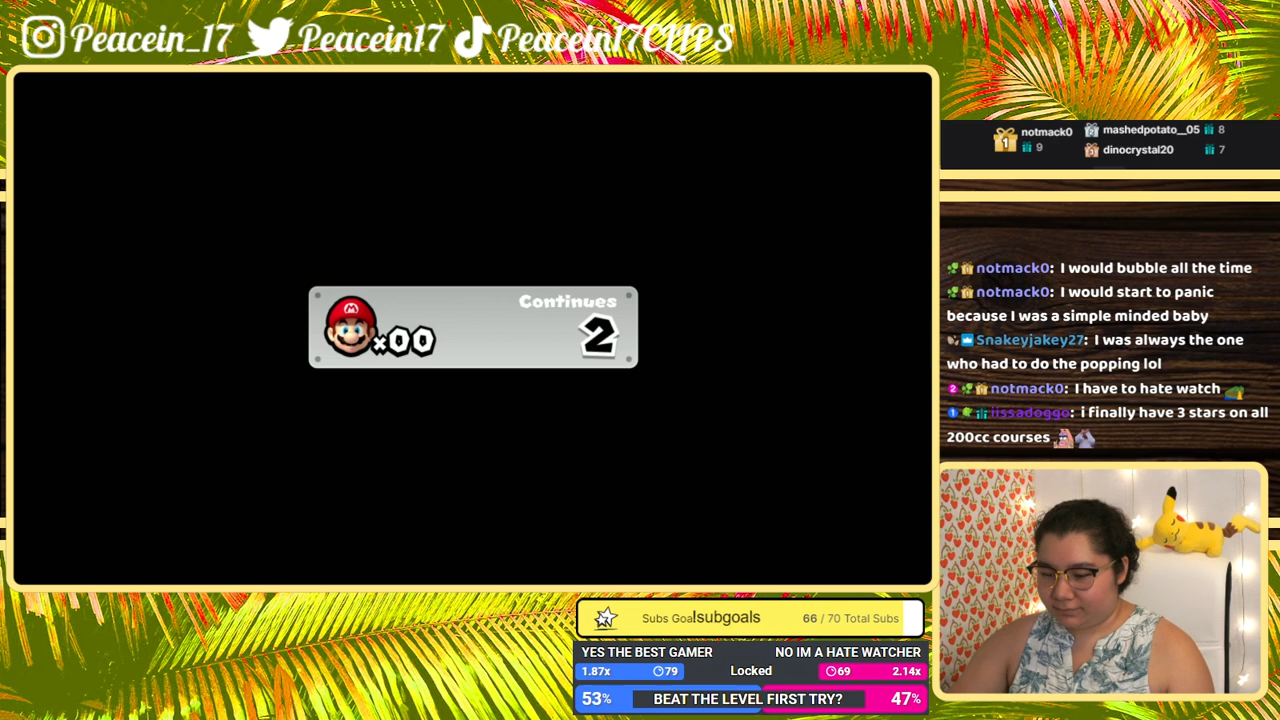 Peacein_17 Peacein17 Peacein17ClIPS
notmack0
9
mashedpotato__05 8
dinocrystal20 7
Continues
×00
2
notmack0: I would bubble all the time
notmack0: I would start to panic
because I was a simple minded baby
Snakeyjakey27: I was always the one
who had to do the popping lol
2 notmack0: I have to hate watch
1 iissadoggo: i finally have 3 stars on all
200cc courses
Subs Goal !subgoals 66 / 70 Total Subs
YES THE BEST GAMER NO IM A HATE WATCHER
1.87x 79 Locked 69 2.14x
53% BEAT THE LEVEL FIRST TRY? 47%